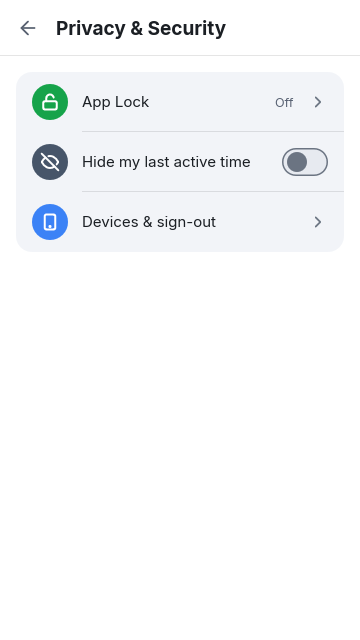 Privacy & Security
App Lock
Off
Hide my last active time
Devices & sign-out